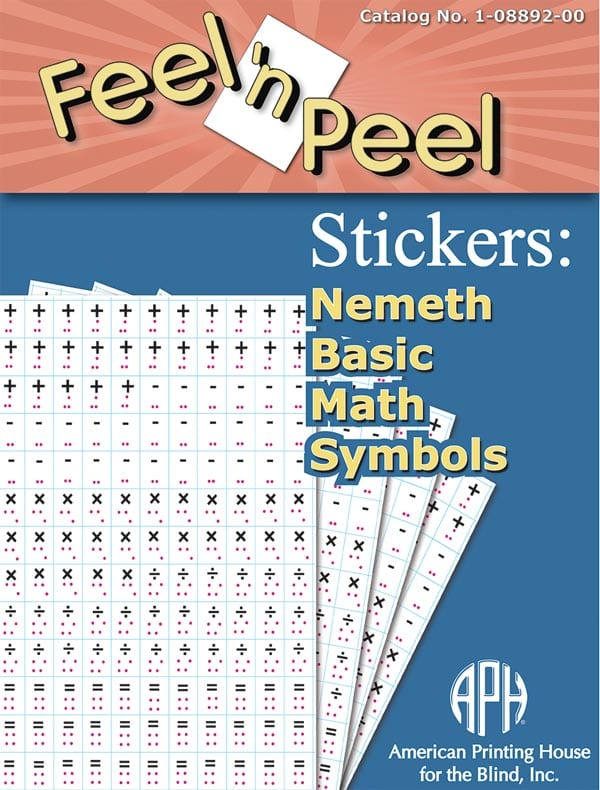 Catalog No. 1-08892-00
Feel 'n Peel
Stickers:
Nemeth
Basic
Math
Symbols
APH
American Printing House
for the Blind, Inc.